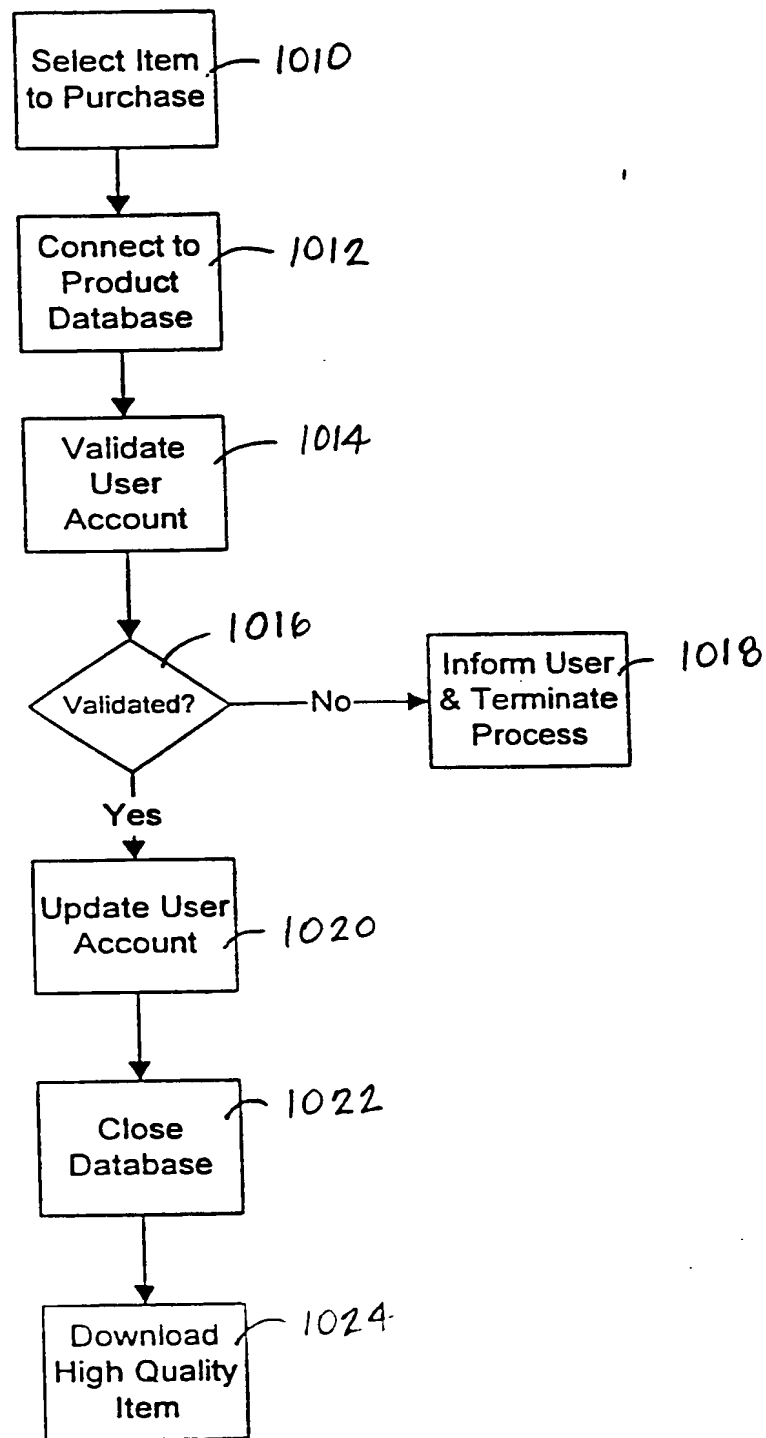 Select Item
to Purchase
1010
Connect to
Product
Database
1012
Validate
User
Account
1014
Validated?
1016
No
Inform User
& Terminate
Process
1018
Yes
Update User
Account
1020
Close
Database
1022
Download
High Quality
Item
1024